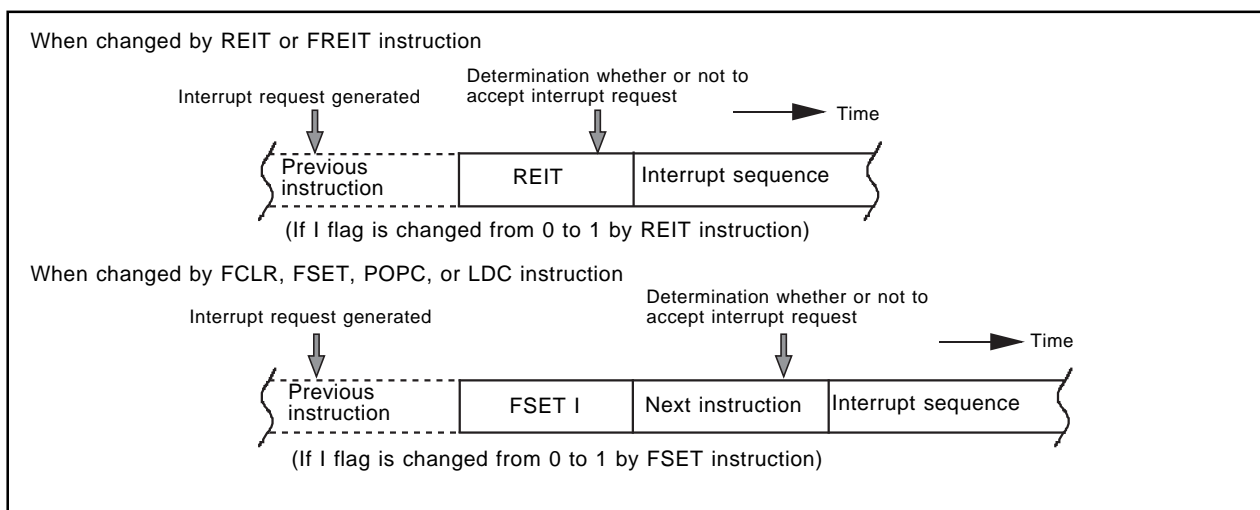 When changed by REIT or FREIT instruction
Interrupt request generated
Determination whether or not to
accept interrupt request
Time
Previous
instruction
REIT
Interrupt sequence
(If I flag is changed from 0 to 1 by REIT instruction)
When changed by FCLR, FSET, POPC, or LDC instruction
Interrupt request generated
Determination whether or not to
accept interrupt request
Time
Previous
instruction
FSET I
Next instruction
Interrupt sequence
(If I flag is changed from 0 to 1 by FSET instruction)